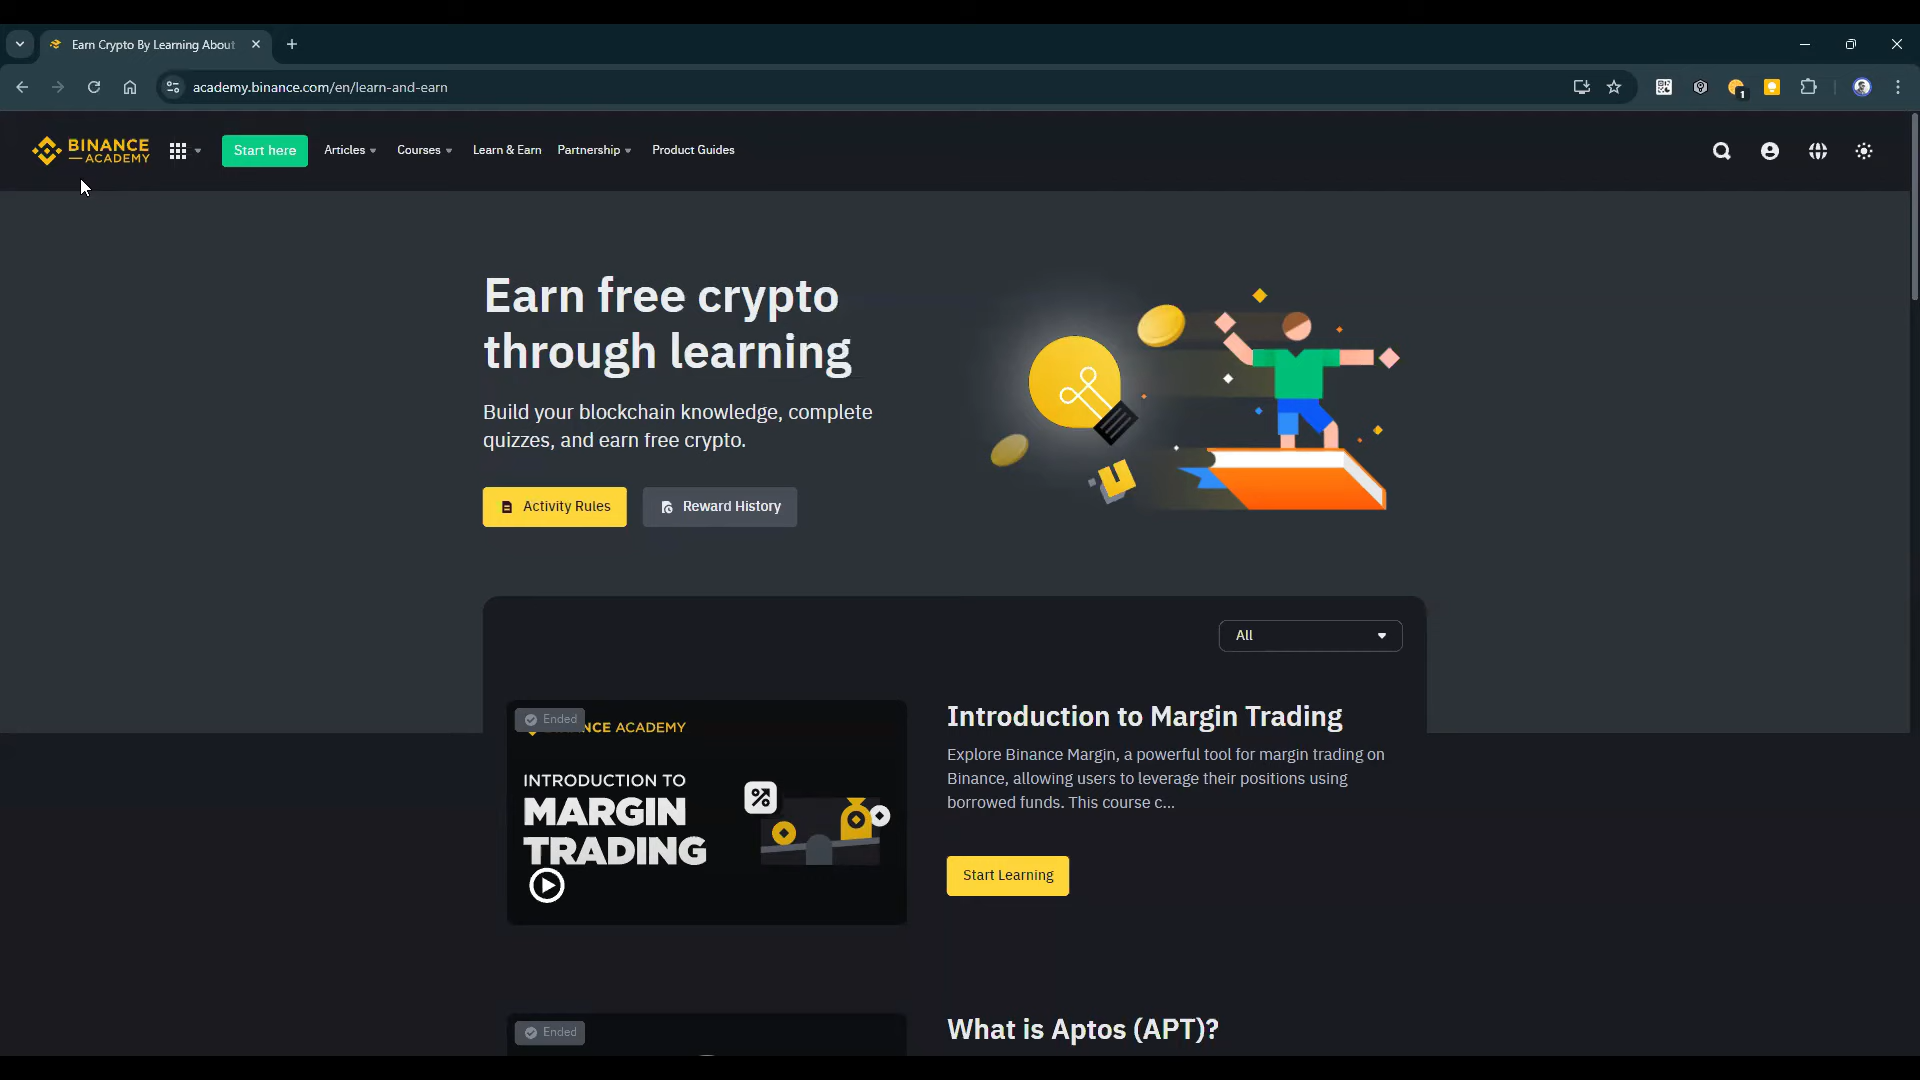 Earn Crypto By Learning About
academy.binance.com/en/learn-and-earn
1
BINANCE
ACADEMY
Start here
Articles
Courses
Learn & Earn
Partnership
Product Guides
Earn free crypto
through learning
Build your blockchain knowledge, complete
quizzes, and earn free crypto.
Activity Rules
Reward History
All
Ended
NCE ACADEMY
INTRODUCTION TO
MARGIN
TRADING
Introduction to Margin Trading
Explore Binance Margin, a powerful tool for margin trading on
Binance, allowing users to leverage their positions using
borrowed funds. This course c...
Start Learning
Ended
What is Aptos (APT)?